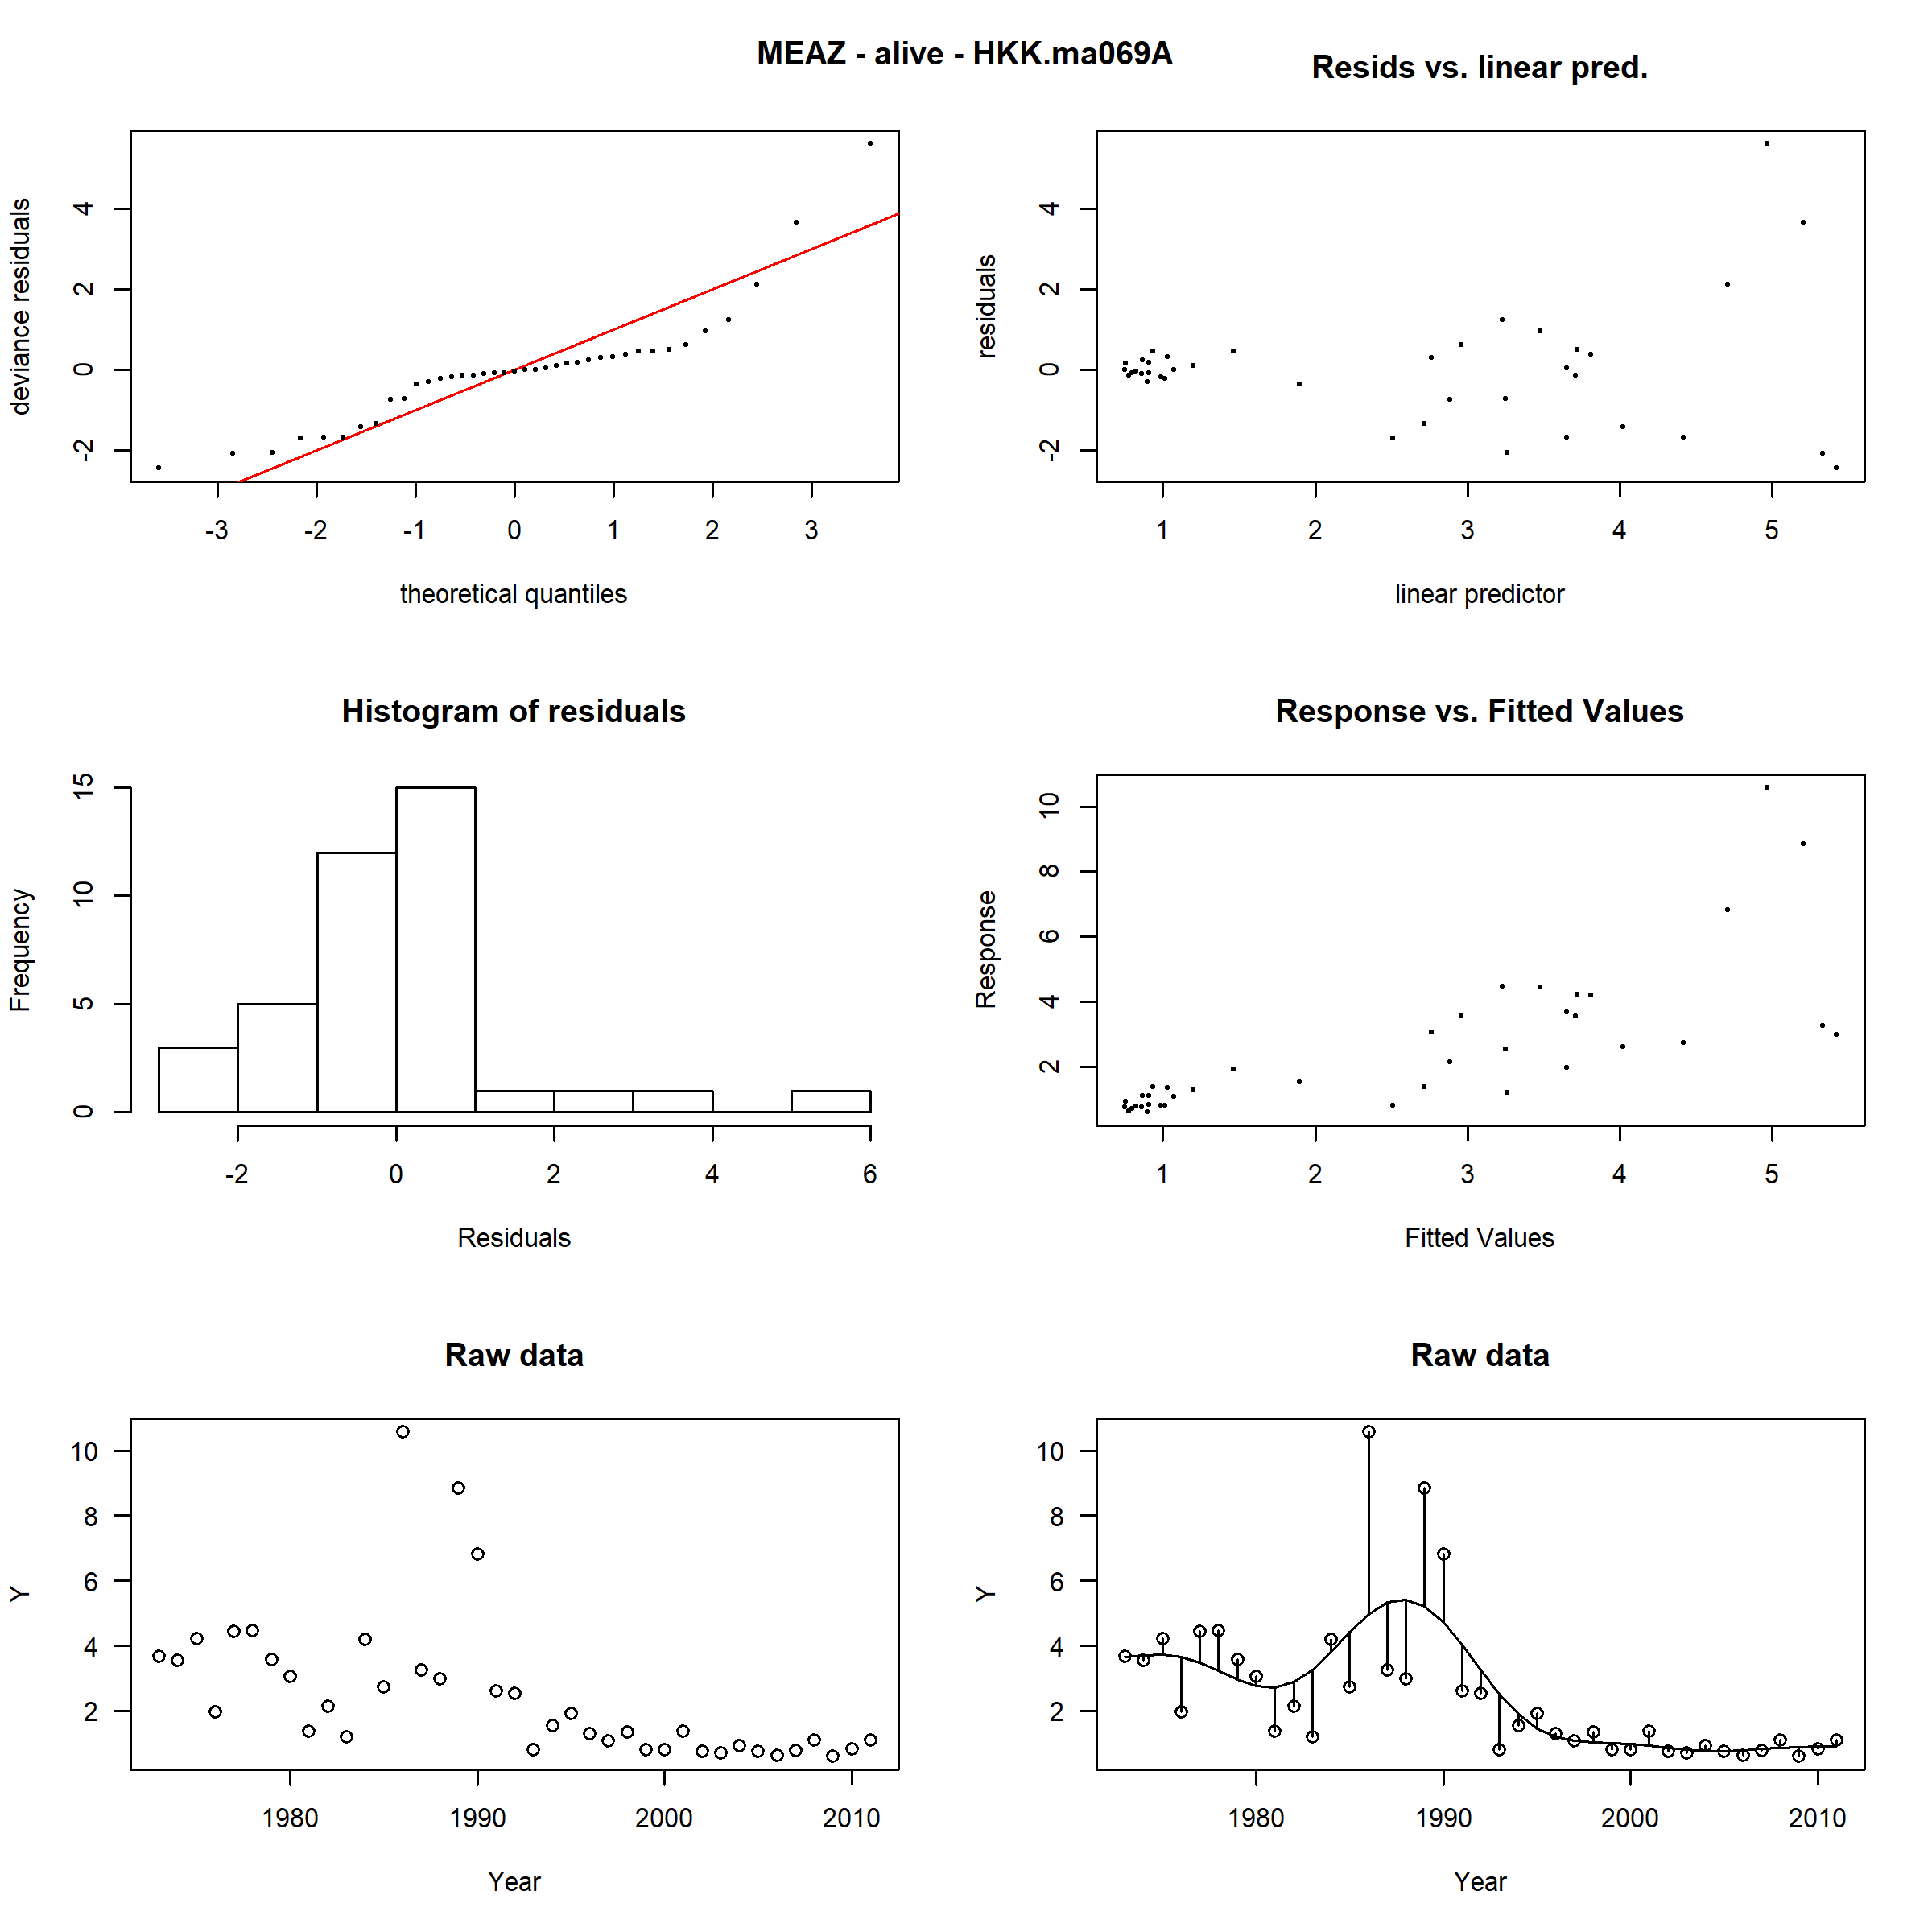 MEAZ - alive - HKK.ma069A
deviance residuals
4
2
0
-2
-3 -2 -1 0 1 2 3
theoretical quantiles
Resids vs. linear pred.
residuals
4
2
0
-2
1 2 3 4 5
linear predictor
Histogram of residuals
Frequency
15
10
5
0
-2 0 2 4 6
Residuals
Response vs. Fitted Values
Response
10
8
6
4
2
1 2 3 4 5
Fitted Values
Raw data
Y
10
8
6
4
2
1980 1990 2000 2010
Year
Raw data
Y
10
8
6
4
2
1980 1990 2000 2010
Year